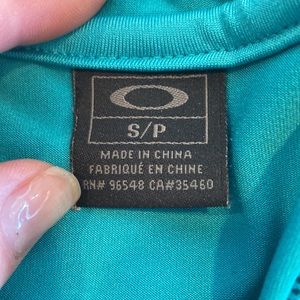 S/P
MADE IN CHINA
FABRIQUÉ EN CHINE
RN# 96548 CA#35460